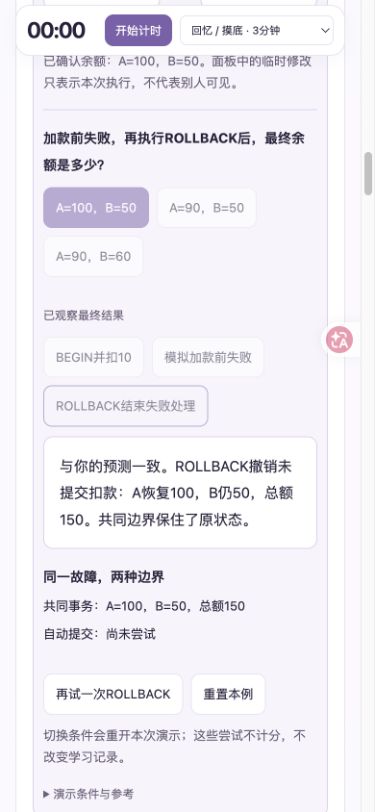 00:00
开始计时
回忆 / 摸底 · 3分钟
已确认余额：A=100，B=50。面板中的临时修改
只表示本次执行，不代表别人可见。
加款前失败，再执行ROLLBACK后，最终余
额是多少？
A=100，B=50
A=90，B=50
A=90，B=60
已观察最终结果
BEGIN并扣10
模拟加款前失败
ROLLBACK结束失败处理
与你的预测一致。ROLLBACK撤销未
提交扣款：A恢复100，B仍50，总额
150。共同边界保住了原状态。
同一故障，两种边界
共同事务：A=100，B=50，总额150
自动提交：尚未尝试
再试一次ROLLBACK
重置本例
切换条件会重开本次演示；这些尝试不计分，不
改变学习记录。
▶ 演示条件与参考